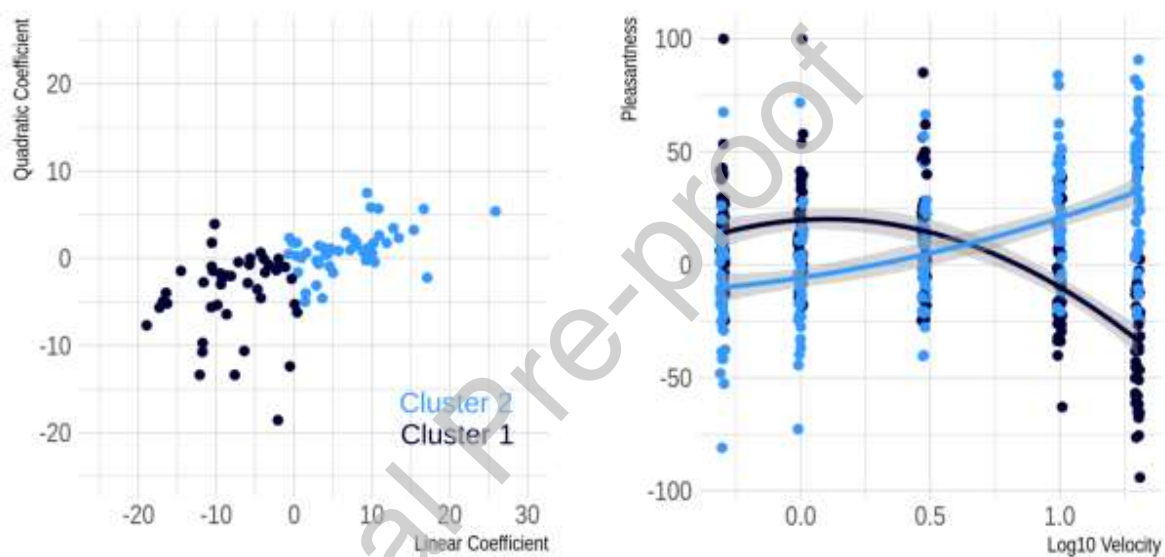 Quadratic Coefficient
20
10
0
-10
-20
-20
-10
0
10
20
30
Linear Coefficient
Cluster 2
Cluster 1
Pleasantness
100
50
0
-50
-100
0.0
0.5
1.0
Log10 Velocity
al Pre-proof